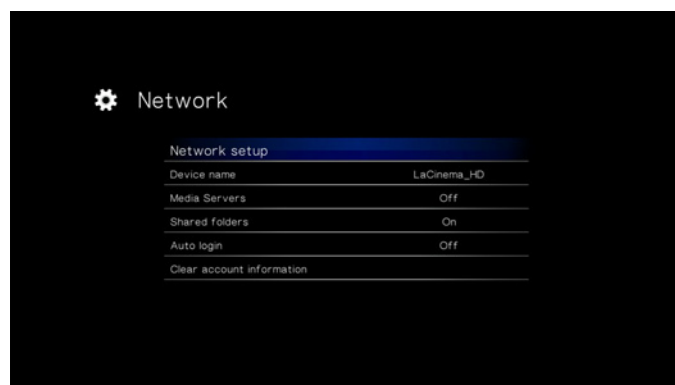 Network
Network setup
Device name LaCinema_HD
Media Servers Off
Shared folders On
Auto login Off
Clear account information